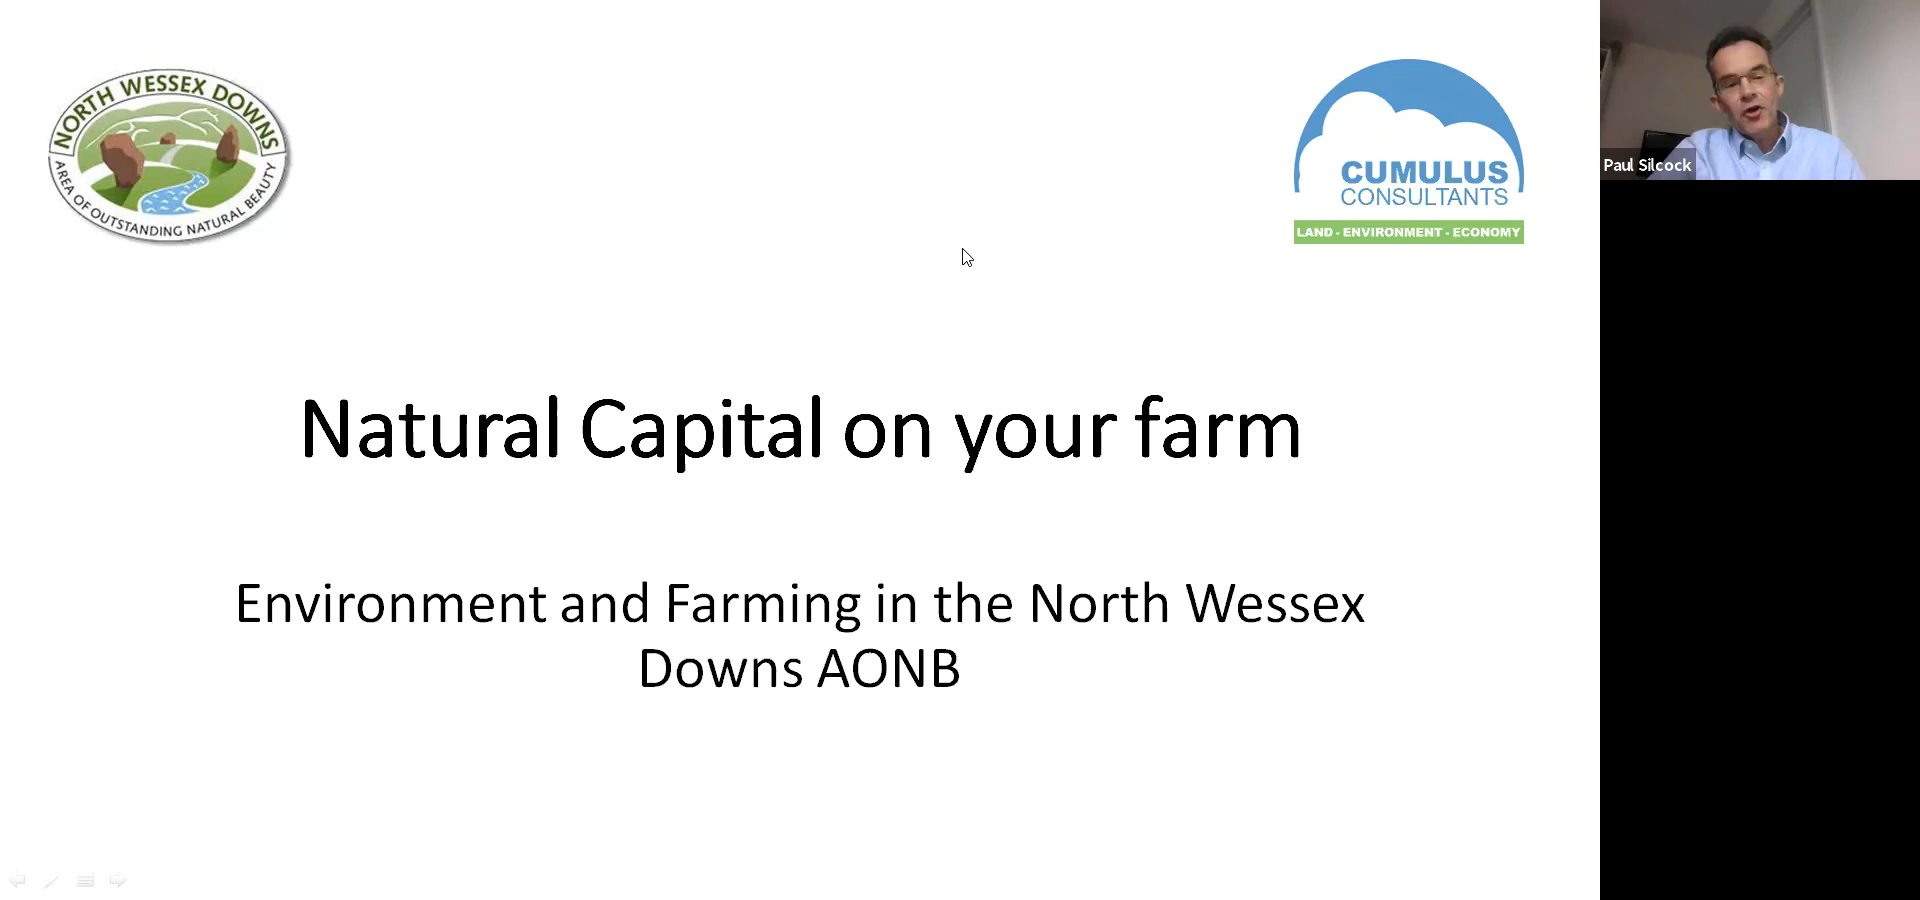 NORTH WESSEX DOWNS
AREA OF OUTSTANDING NATURAL BEAUTY
CUMULUS
CONSULTANTS
LAND - ENVIRONMENT - ECONOMY
Paul Silcock
Natural Capital on your farm
Environment and Farming in the North Wessex
Downs AONB